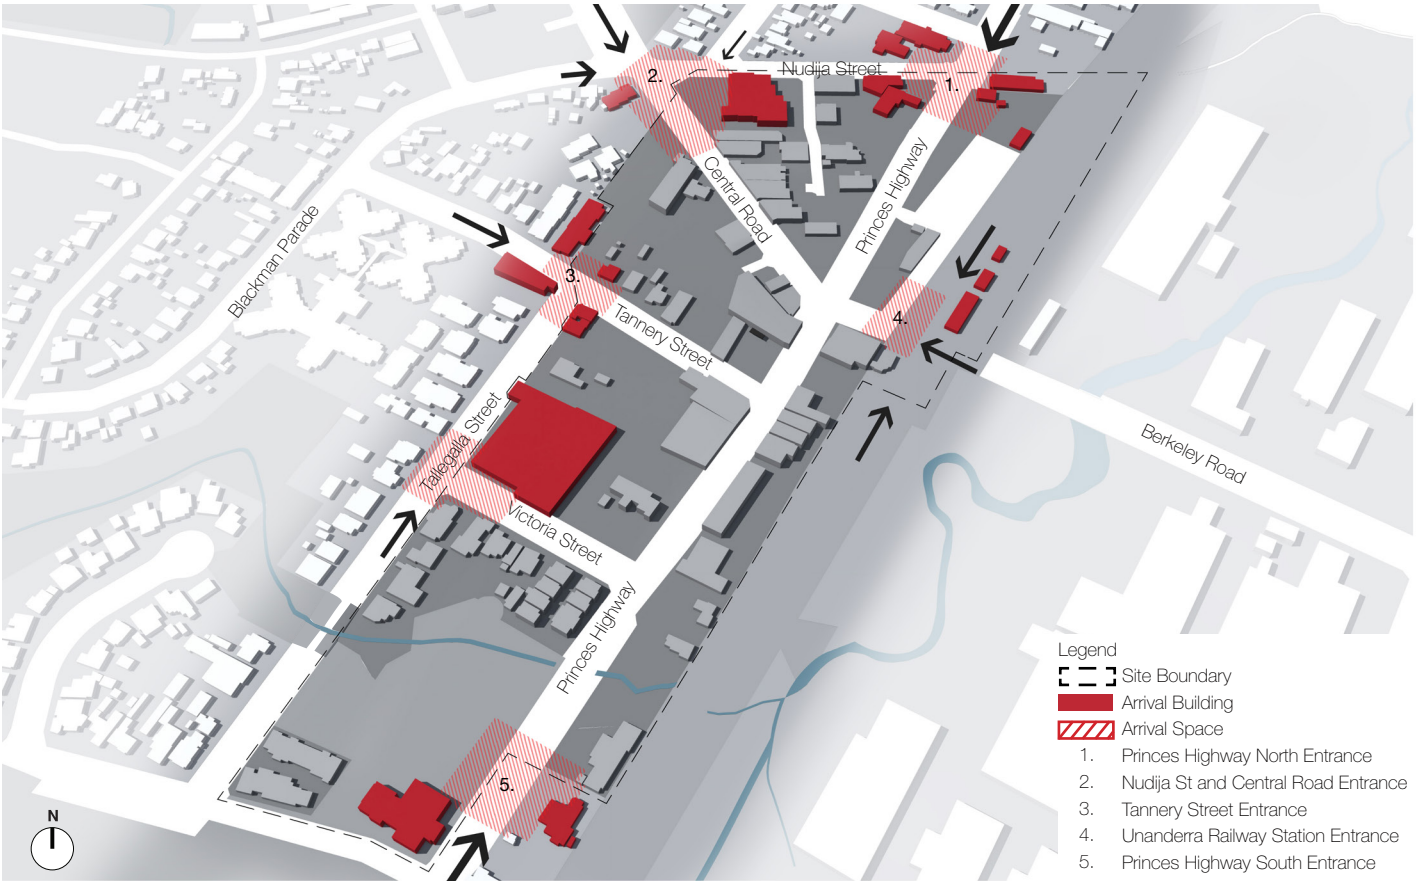 2.
Nudija Street
1.
Central Road
Princes Highway
Blackman Parade
3.
Tannery Street
4.
Tallegalla Street
Berkeley Road
Victoria Street
Princes Highway
5.
N
Legend
Site Boundary
Arrival Building
Arrival Space
1. Princes Highway North Entrance
2. Nudija St and Central Road Entrance
3. Tannery Street Entrance
4. Unanderra Railway Station Entrance
5. Princes Highway South Entrance